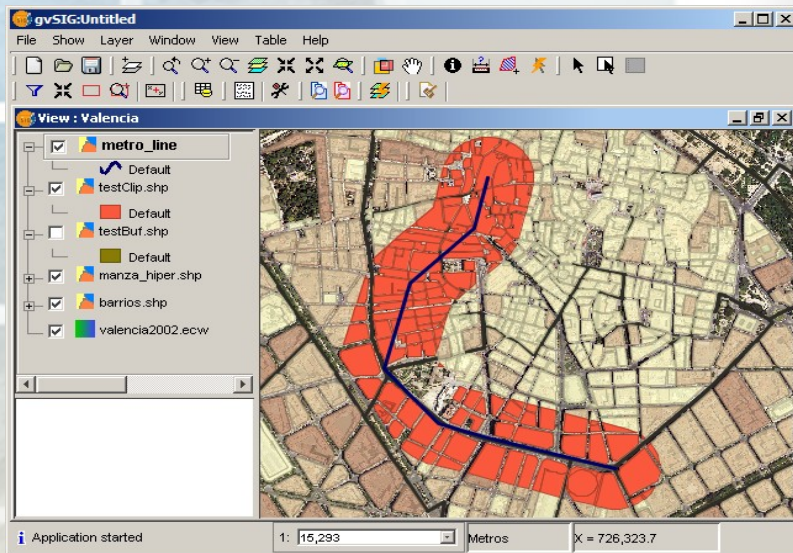 gvSIG:Untitled
File Show Layer Window View Table Help
View : Valencia
metro_line
Default
testClip.shp
Default
testBuf.shp
Default
manza_hiper.shp
barrios.shp
valencia2002.ecw
Application started 1: 15,293 Metros X = 726,323.7